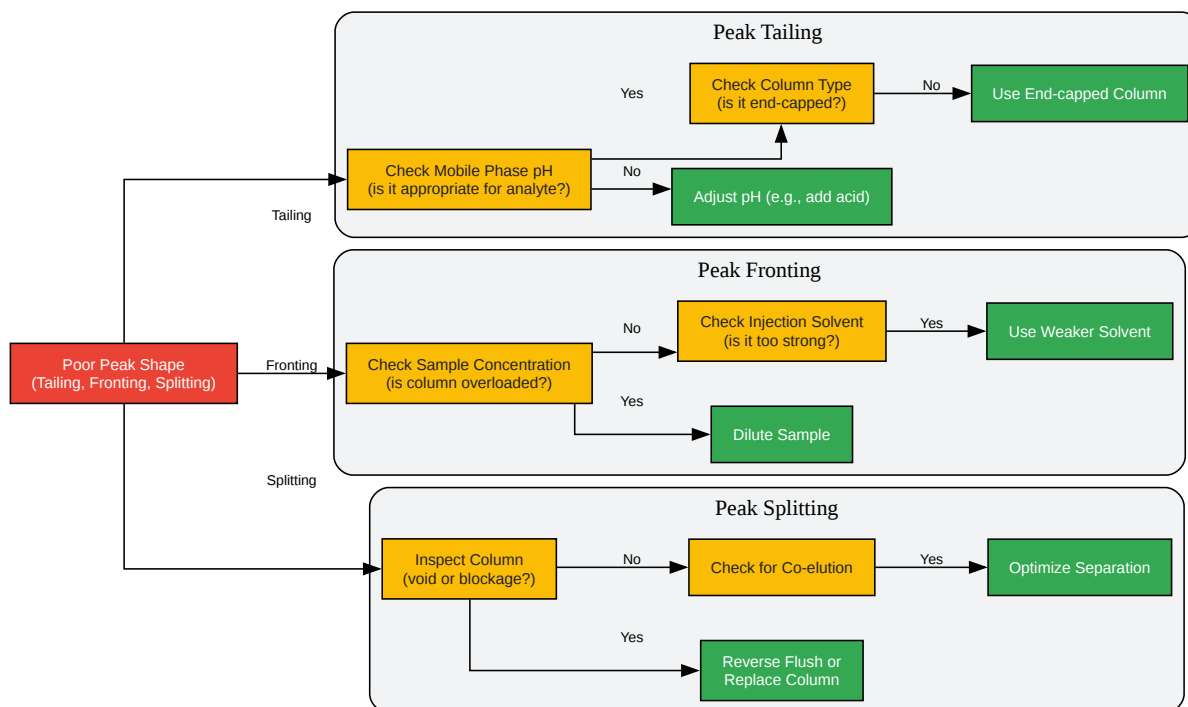 Peak Tailing
Yes
Check Column Type
(is it end-capped?)
No
Use End-capped Column
Check Mobile Phase pH
(is it appropriate for analyte?)
No
Adjust pH (e.g., add acid)
Tailing
Peak Fronting
Poor Peak Shape
(Tailing, Fronting, Splitting)
Fronting
Check Sample Concentration
(is column overloaded?)
No
Check Injection Solvent
(is it too strong?)
Yes
Use Weaker Solvent
Yes
Dilute Sample
Splitting
Peak Splitting
Inspect Column
(void or blockage?)
No
Check for Co-elution
Yes
Optimize Separation
Yes
Reverse Flush or
Replace Column